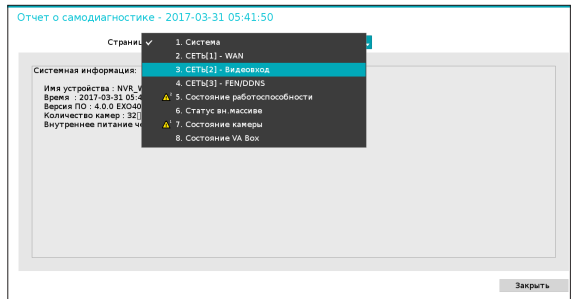 Отчет о самодиагностике - 2017-03-31 05:41:50
Страниц
1. Система
2. СЕТЬ[1] - WAN
3. СЕТЬ[2] - Видеовход
4. СЕТЬ[3] - FEN/DDNS
5. Состояние работоспособности
6. Статус вн.массиве
7. Состояние камеры
8. Состояние VA Box
Системная информация:
Имя устройства : NVR_
Время : 2017-03-31 05:4
Версия ПО : 4.0.0 EXO40
Количество камер : 32
Внутреннее питание
Закрыть